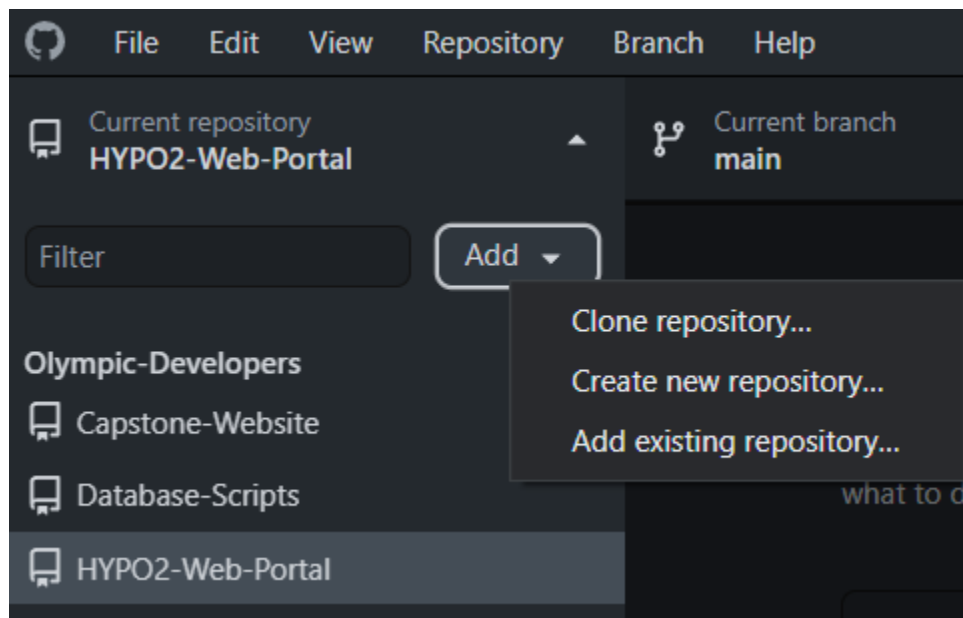 File Edit View Repository Branch Help
Current repository
HYPO2-Web-Portal
Current branch
main
Filter
Add
Clone repository...
Create new repository...
Add existing repository...
Olympic-Developers
Capstone-Website
Database-Scripts
HYPO2-Web-Portal
what to